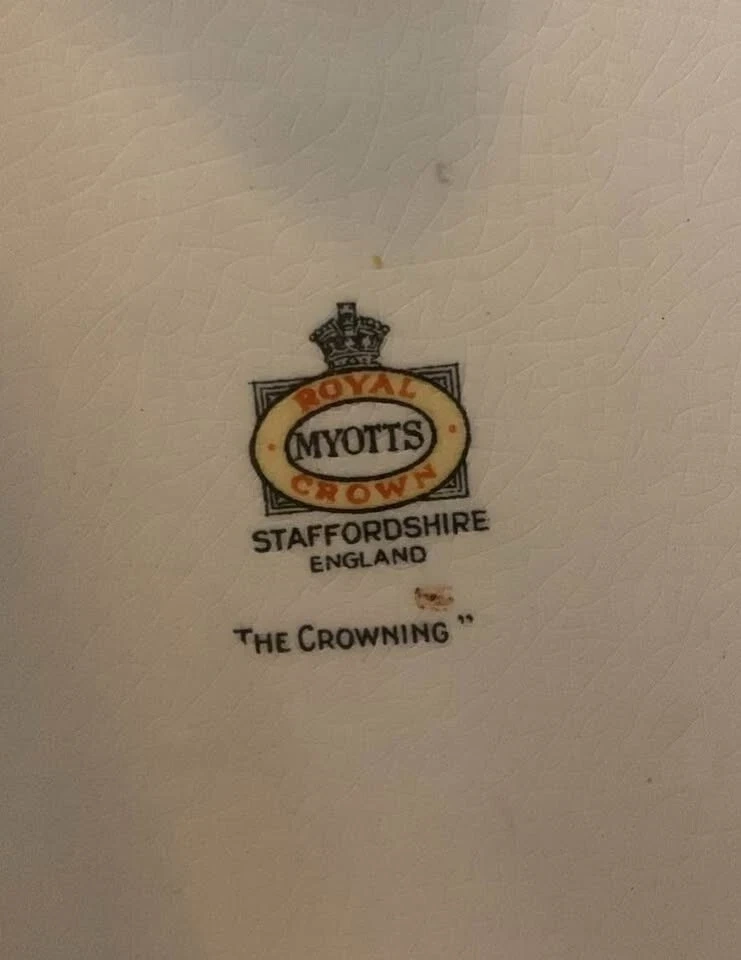 ROYAL
MYOTTS
CROWN
STAFFORDSHIRE
ENGLAND
THE CROWNING "